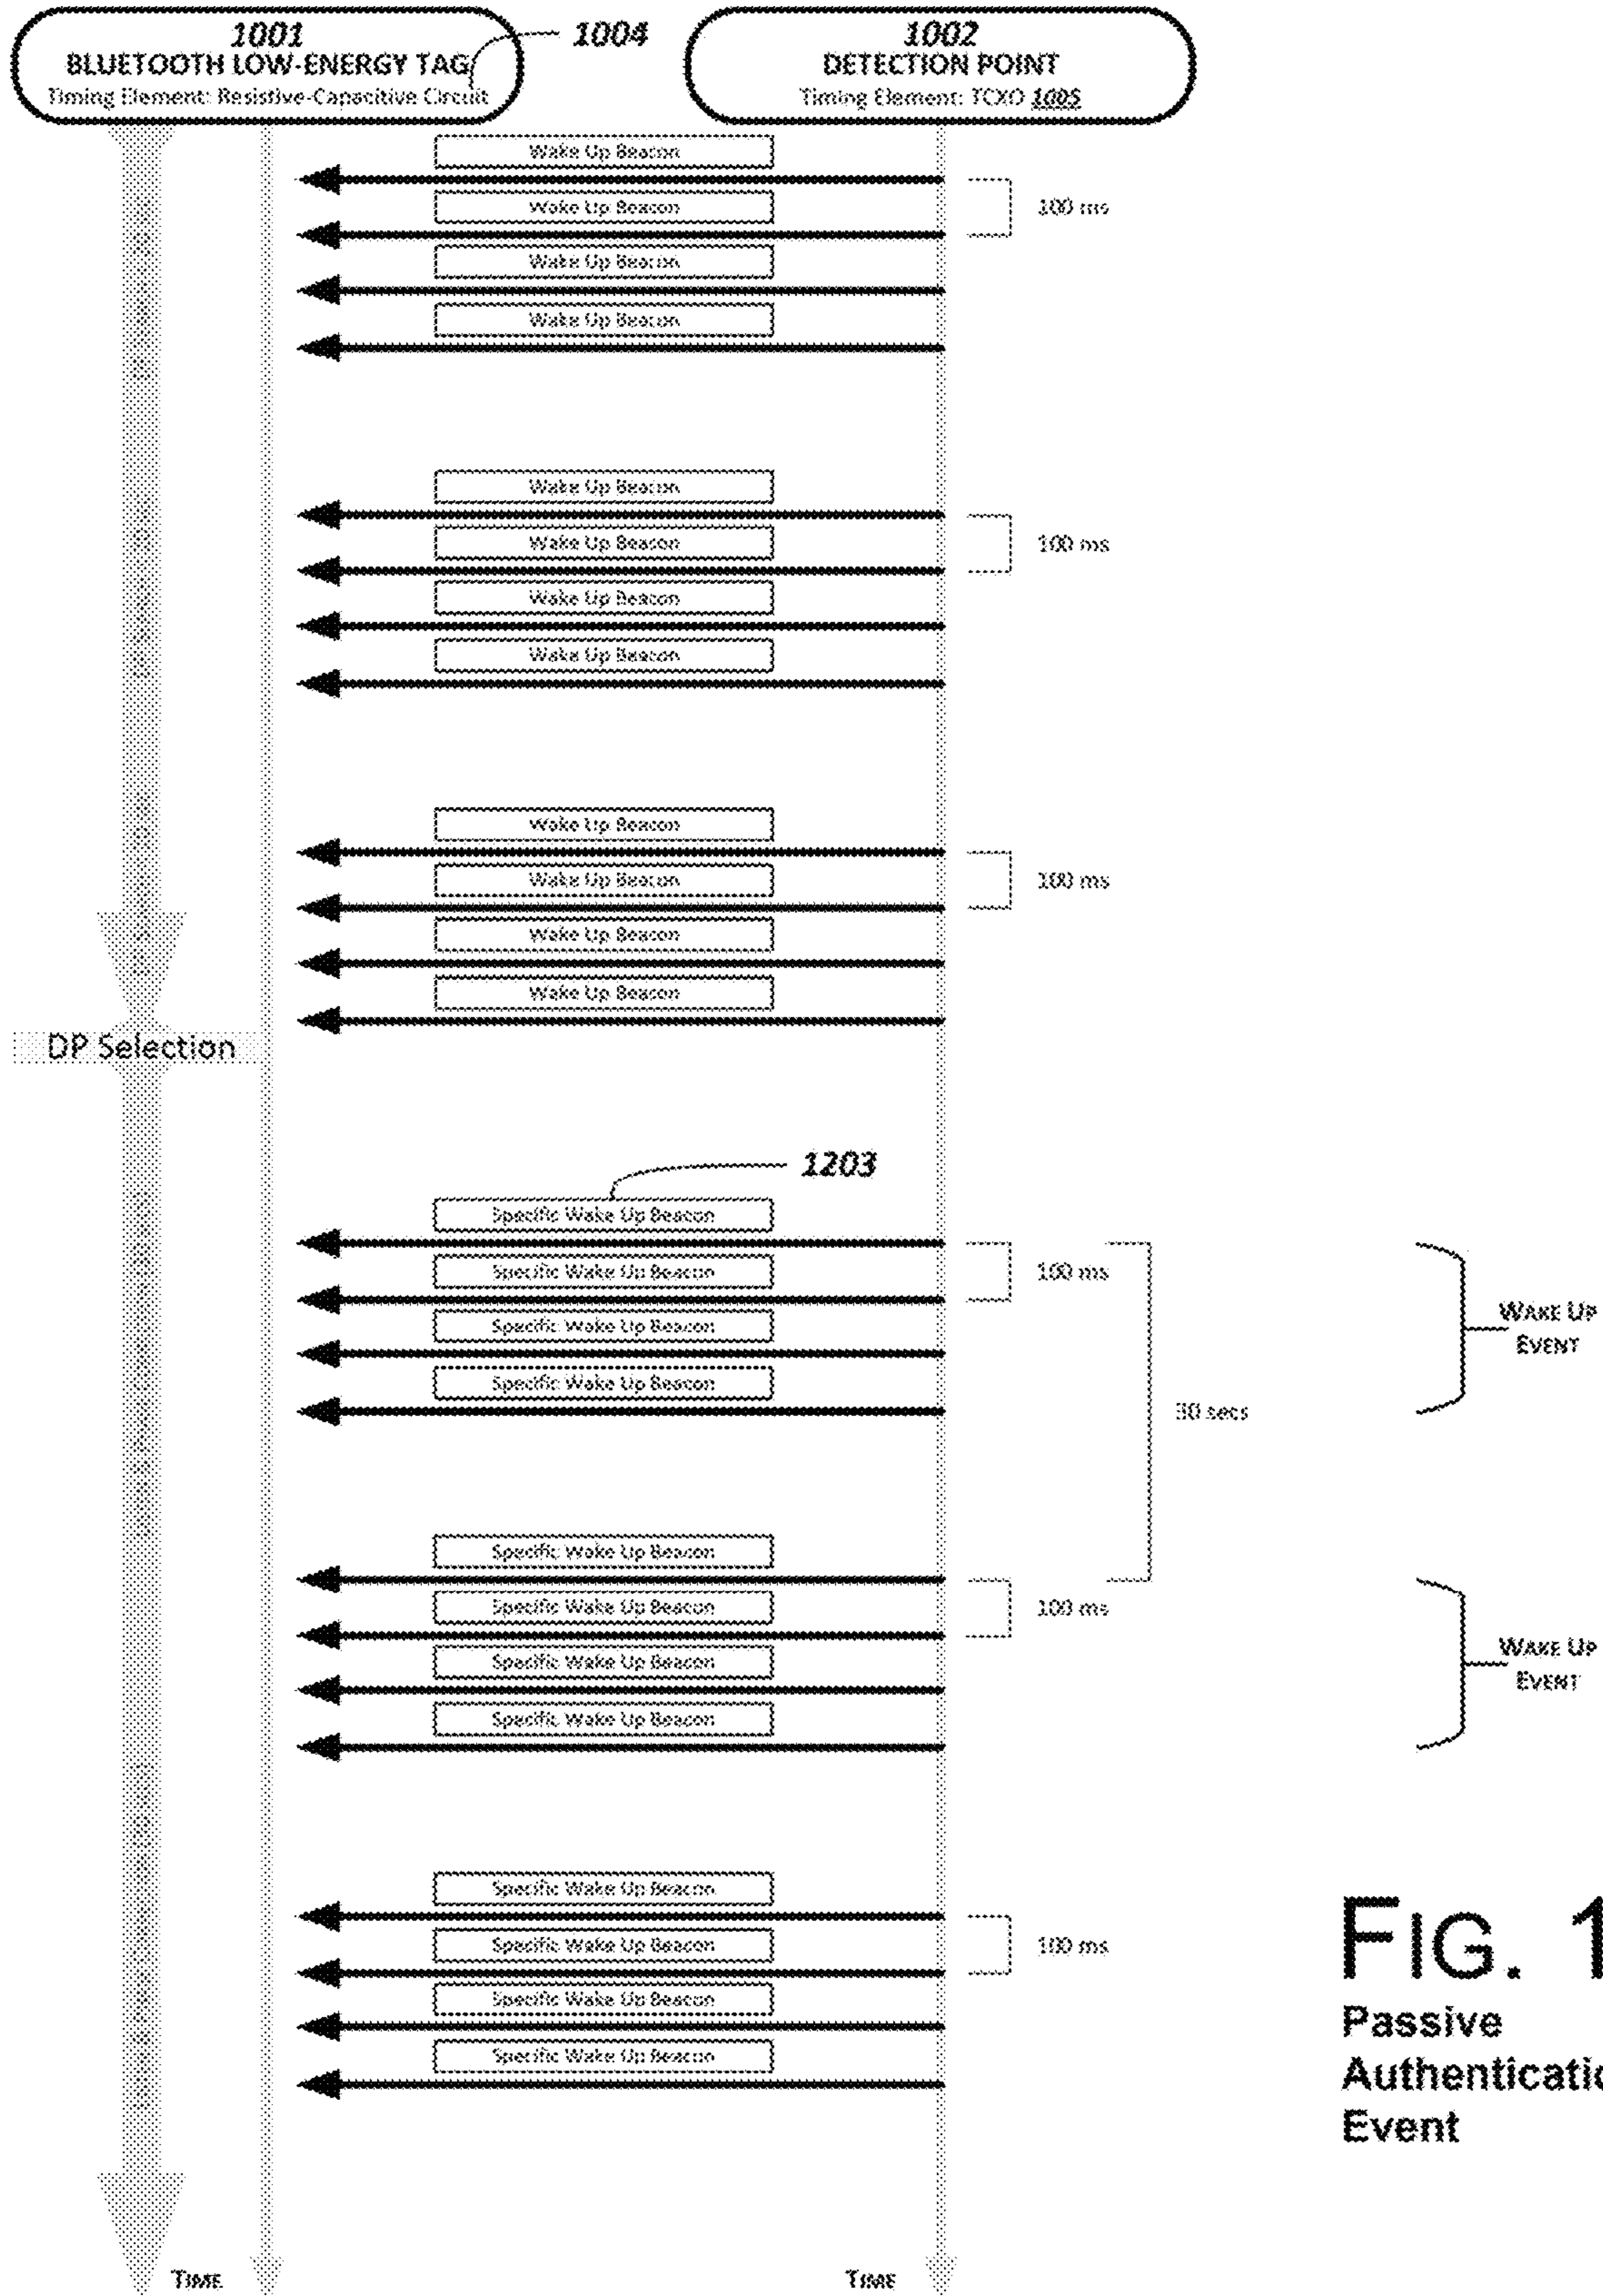 1001
BLUETOOTH LOW-ENERGY TAG
Timing Element: Resistive-Capacitive Circuit
1004
1002
DETECTION POINT
Timing Element: TCXO 1005
Wake Up Beacon
Wake Up Beacon
100 ms
Wake Up Beacon
Wake Up Beacon
Wake Up Beacon
Wake Up Beacon
100 ms
Wake Up Beacon
Wake Up Beacon
Wake Up Beacon
Wake Up Beacon
100 ms
Wake Up Beacon
Wake Up Beacon
DP Selection
1203
Specific Wake Up Beacon
Specific Wake Up Beacon
100 ms
Specific Wake Up Beacon
WAKE UP
EVENT
Specific Wake Up Beacon
30 secs
Specific Wake Up Beacon
Specific Wake Up Beacon
100 ms
Specific Wake Up Beacon
WAKE UP
EVENT
Specific Wake Up Beacon
Specific Wake Up Beacon
Specific Wake Up Beacon
100 ms
Specific Wake Up Beacon
Specific Wake Up Beacon
FIG. 1
Passive
Authenticatio
Event
TIME
TIME